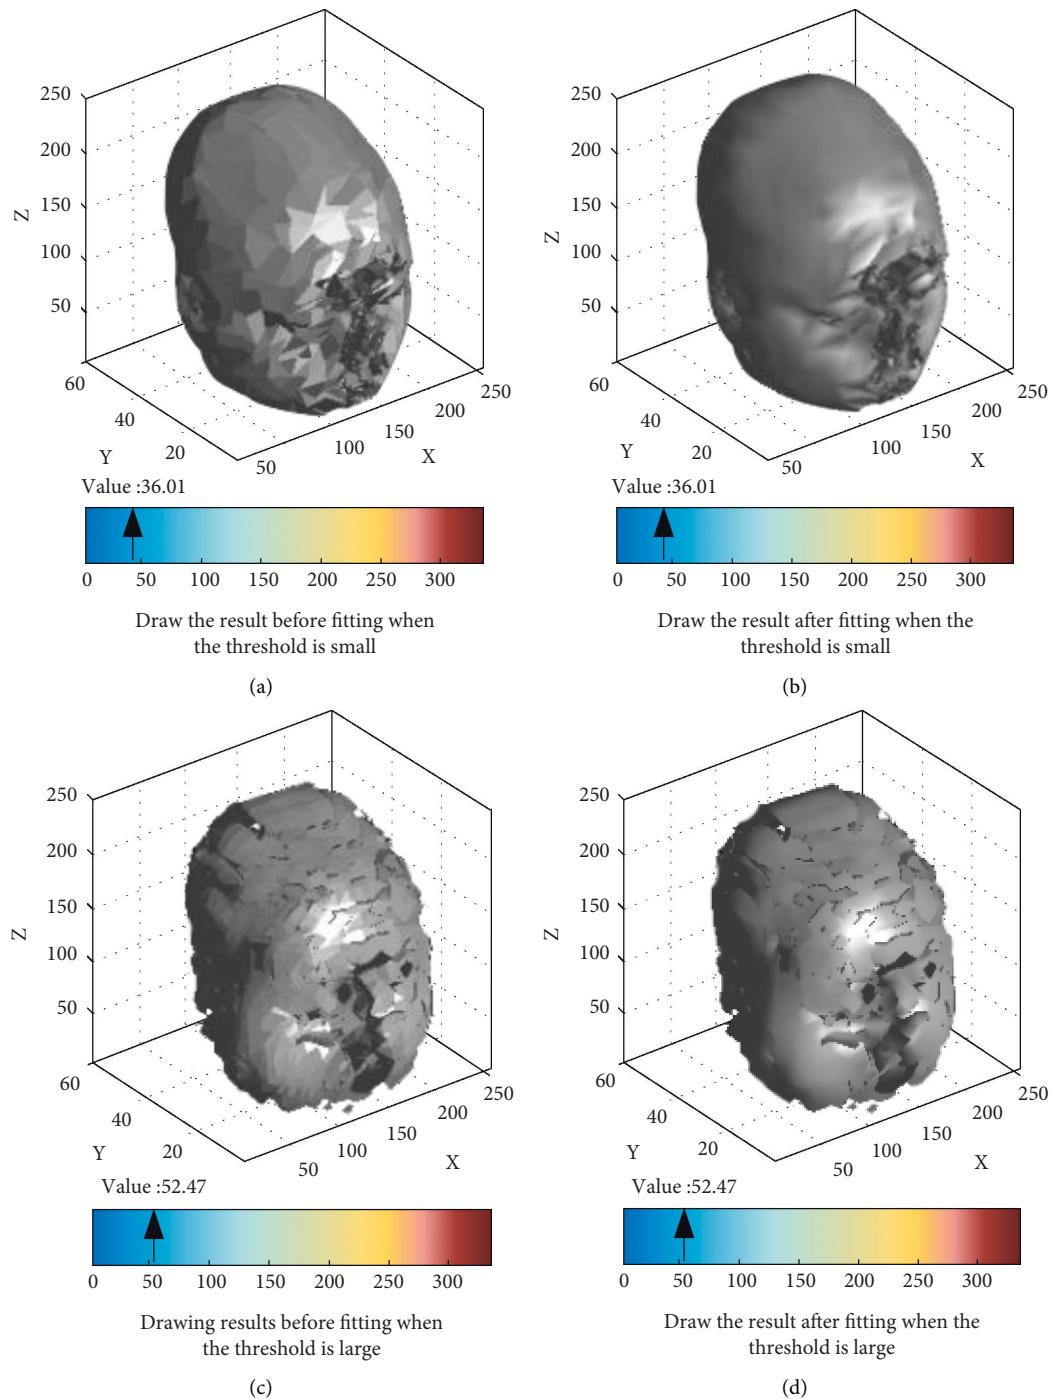 250
200
150
100
50
Z
60
40
20
Y
50
100
150
200
250
X
Value :36.01
0 50 100 150 200 250 300
Draw the result before fitting when
the threshold is small
(a)
250
200
150
100
50
Z
60
40
20
Y
50
100
150
200
250
X
Value :36.01
0 50 100 150 200 250 300
Draw the result after fitting when the
threshold is small
(b)
250
200
150
100
50
Z
60
40
20
Y
50
100
150
200
250
X
Value :52.47
0 50 100 150 200 250 300
Drawing results before fitting when
the threshold is large
(c)
250
200
150
100
50
Z
60
40
20
Y
50
100
150
200
250
X
Value :52.47
0 50 100 150 200 250 300
Draw the result after fitting when the
threshold is large
(d)